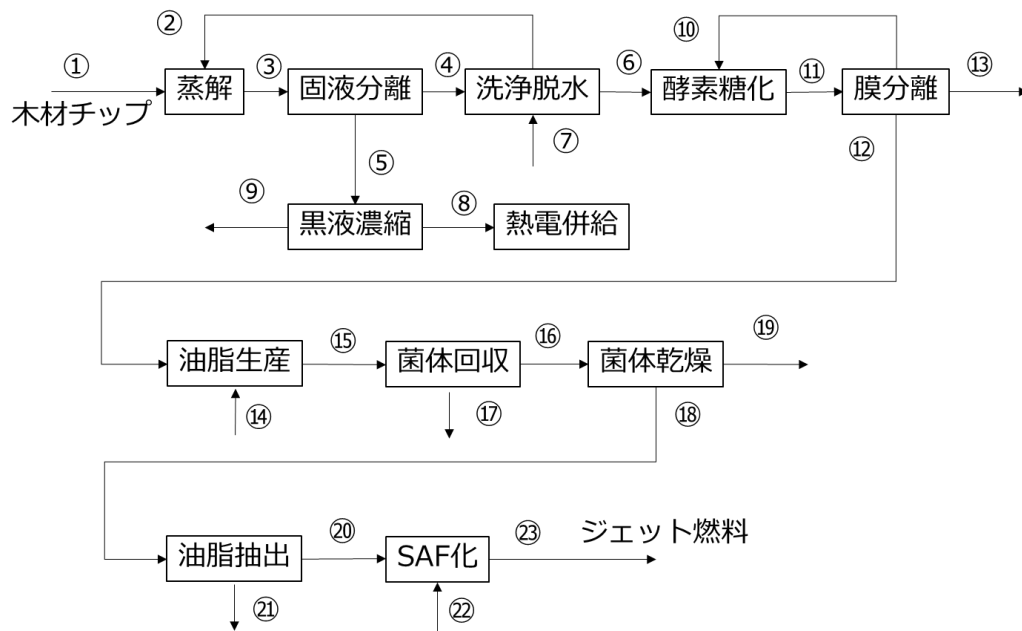 ② ⑩
① ③ ④ ⑥ ⑪ ⑬
蒸解 固液分離 洗浄脱水 酵素糖化 膜分離
木材チップ
⑤ ⑦ ⑫
⑨ ⑧
黒液濃縮 熱電併給
⑮ ⑯ ⑲
油脂生産 菌体回収 菌体乾燥
⑭ ⑰ ⑱
⑳ ㉓ ジェット燃料
油脂抽出 SAF化
㉑ ㉒